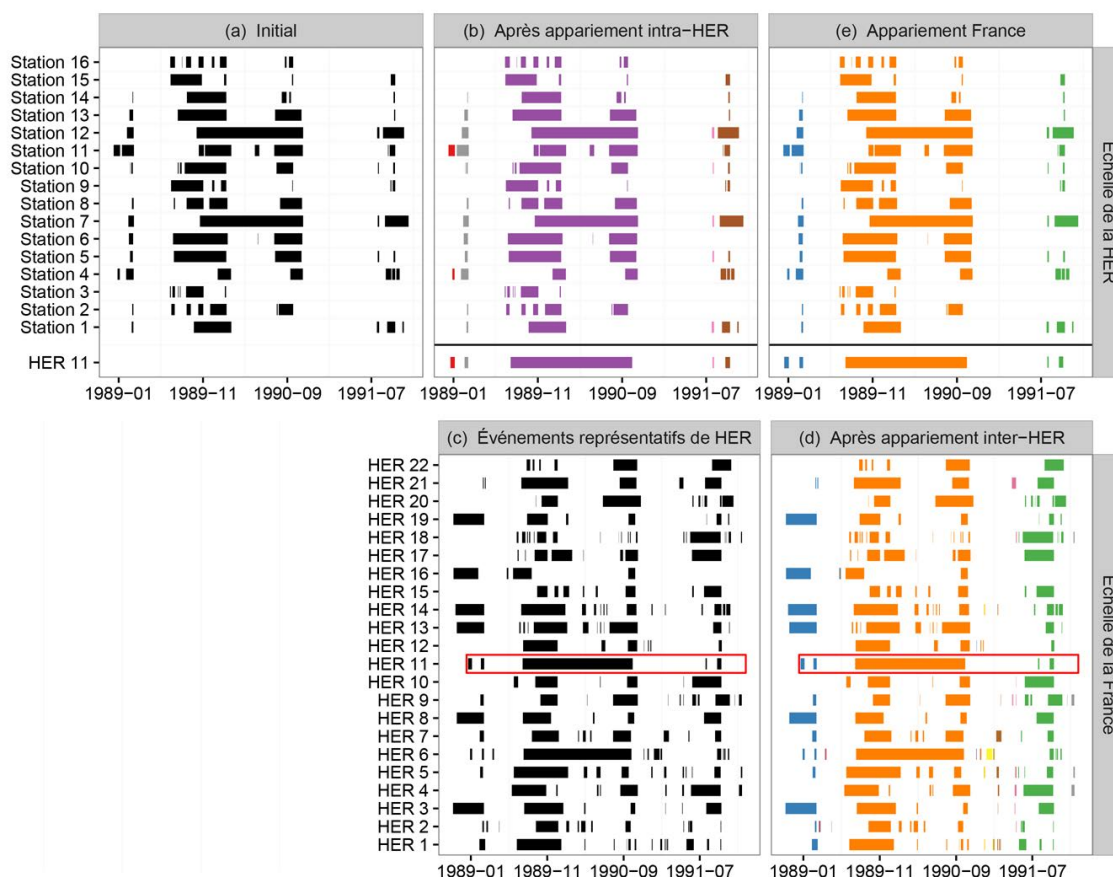 (a) Initial
(b) Après appariement intra−HER
(e) Appariement France
Station 16
Station 15
Station 14
Station 13
Station 12
Station 11
Station 10
Station 9
Station 8
Station 7
Station 6
Station 5
Station 4
Station 3
Station 2
Station 1
HER 11
Echelle de la HER
1989−01 1989−11 1990−09 1991−07
1989−01 1989−11 1990−09 1991−07
1989−01 1989−11 1990−09 1991−07
(c) Événements représentatifs de HER
(d) Après appariement inter−HER
HER 22
HER 21
HER 20
HER 19
HER 18
HER 17
HER 16
HER 15
HER 14
HER 13
HER 12
HER 11
HER 10
HER 9
HER 8
HER 7
HER 6
HER 5
HER 4
HER 3
HER 2
HER 1
Echelle de la France
1989−01 1989−11 1990−09 1991−07
1989−01 1989−11 1990−09 1991−07